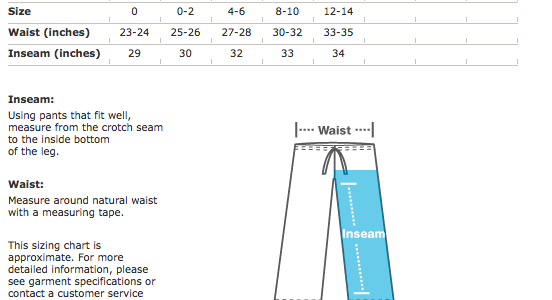 Size 0 0-2 4-6 8-10 12-14
Waist (inches) 23-24 25-26 27-28 30-32 33-35
Inseam (inches) 29 30 32 33 34
Inseam:
Using pants that fit well,
measure from the crotch seam
to the inside bottom
of the leg.
Waist:
Measure around natural waist
with a measuring tape.
This sizing chart is
approximate. For more
detailed information, please
see garment specifications or
contact a customer service
Waist
Inseam